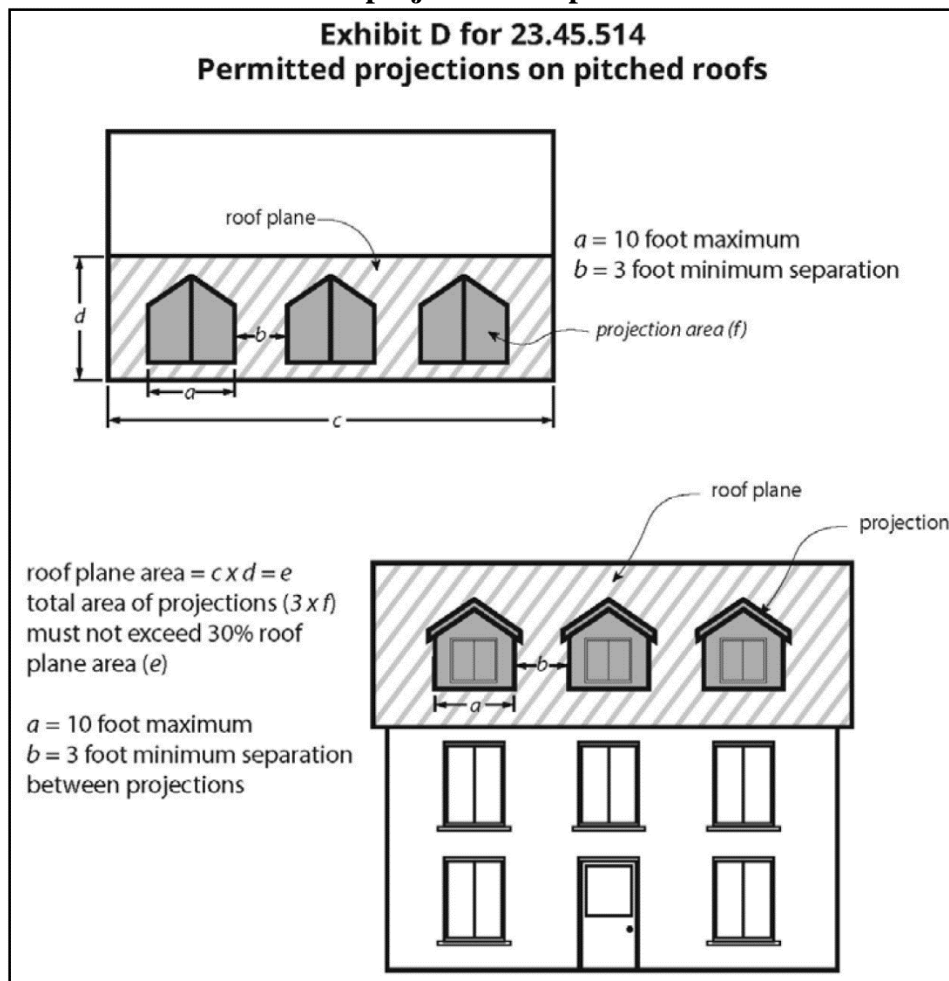 Exhibit D for 23.45.514
Permitted projections on pitched roofs
roof plane
a = 10 foot maximum
b = 3 foot minimum separation
d
b
projection area (f)
a
c
roof plane
projection
roof plane area = c x d = e
total area of projections (3 x f)
must not exceed 30% roof
plane area (e)
b
a
a = 10 foot maximum
b = 3 foot minimum separation
between projections